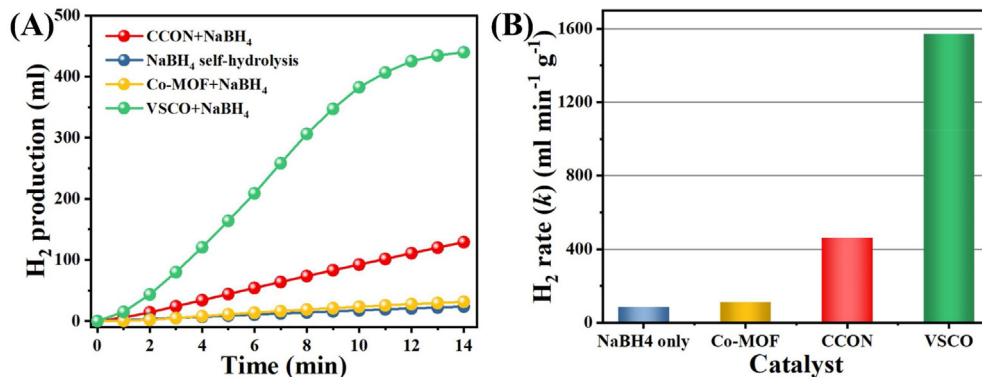 (A)
H₂ production (ml)
500
400
300
200
100
0
CCON+NaBH₄
NaBH₄ self-hydrolysis
Co-MOF+NaBH₄
VSCO+NaBH₄
0 2 4 6 8 10 12 14
Time (min)
(B)
H₂ rate (k) (ml min⁻¹ g⁻¹)
1600
1200
800
400
0
NaBH4 only Co-MOF CCON VSCO
Catalyst